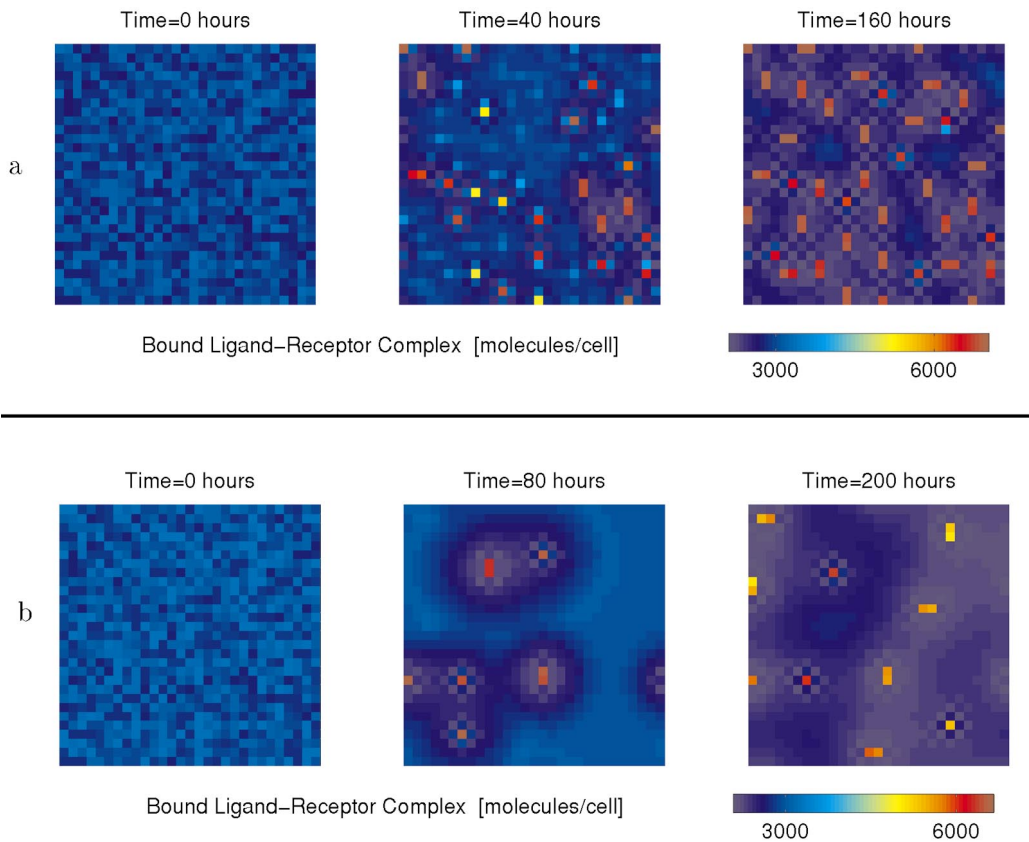 Time=0 hours Time=40 hours Time=160 hours
a
Bound Ligand–Receptor Complex [molecules/cell]
3000 6000
Time=0 hours Time=80 hours Time=200 hours
b
Bound Ligand–Receptor Complex [molecules/cell]
3000 6000